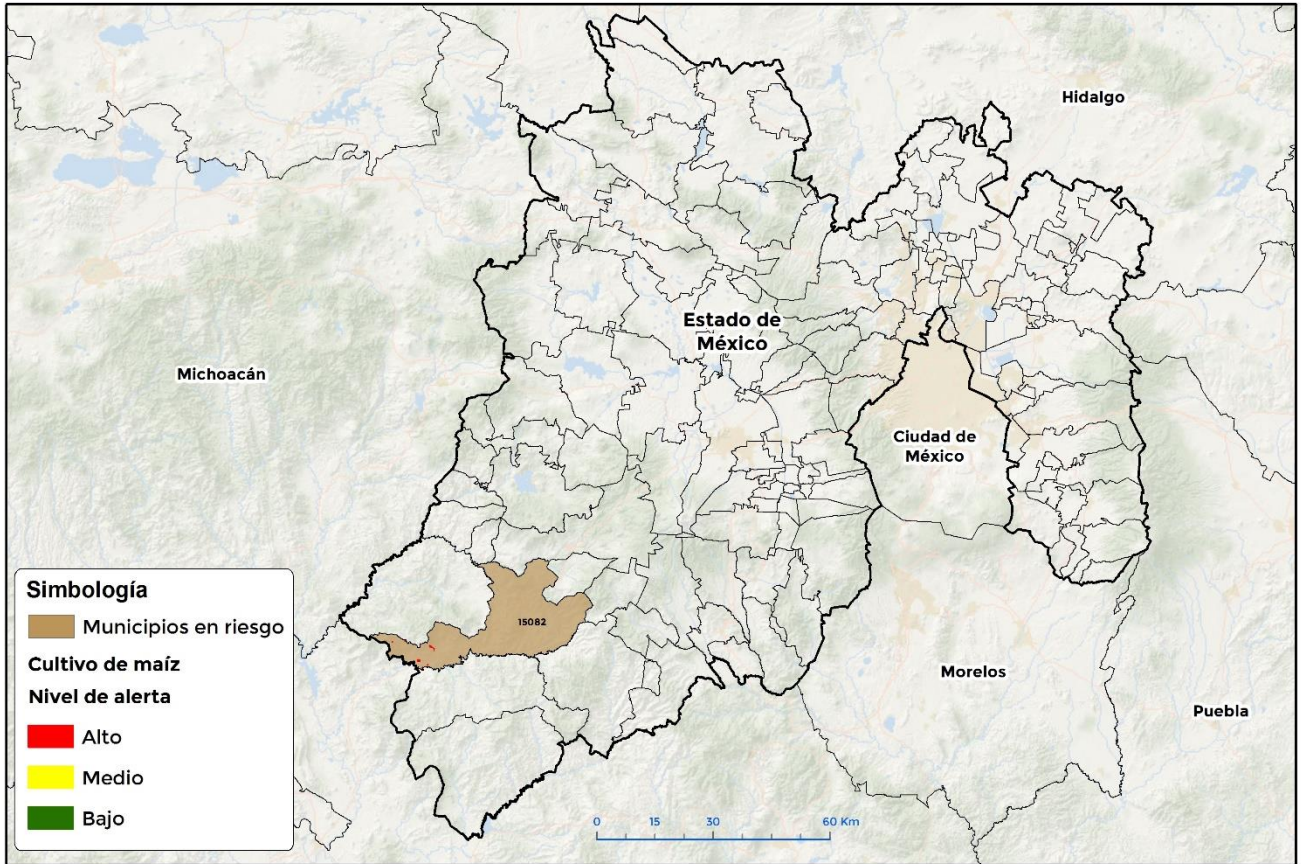 Hidalgo
Estado de
México
Michoacán
Ciudad de
México
15082
Morelos
Puebla
Simbología
Municipios en riesgo
Cultivo de maíz
Nivel de alerta
Alto
Medio
Bajo
0 15 30 60 Km